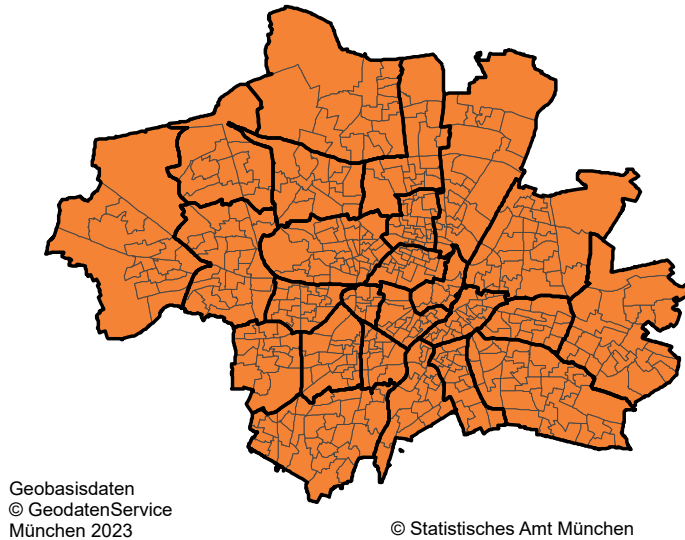 Geobasisdaten
© GeodatenService
München 2023
© Statistisches Amt München